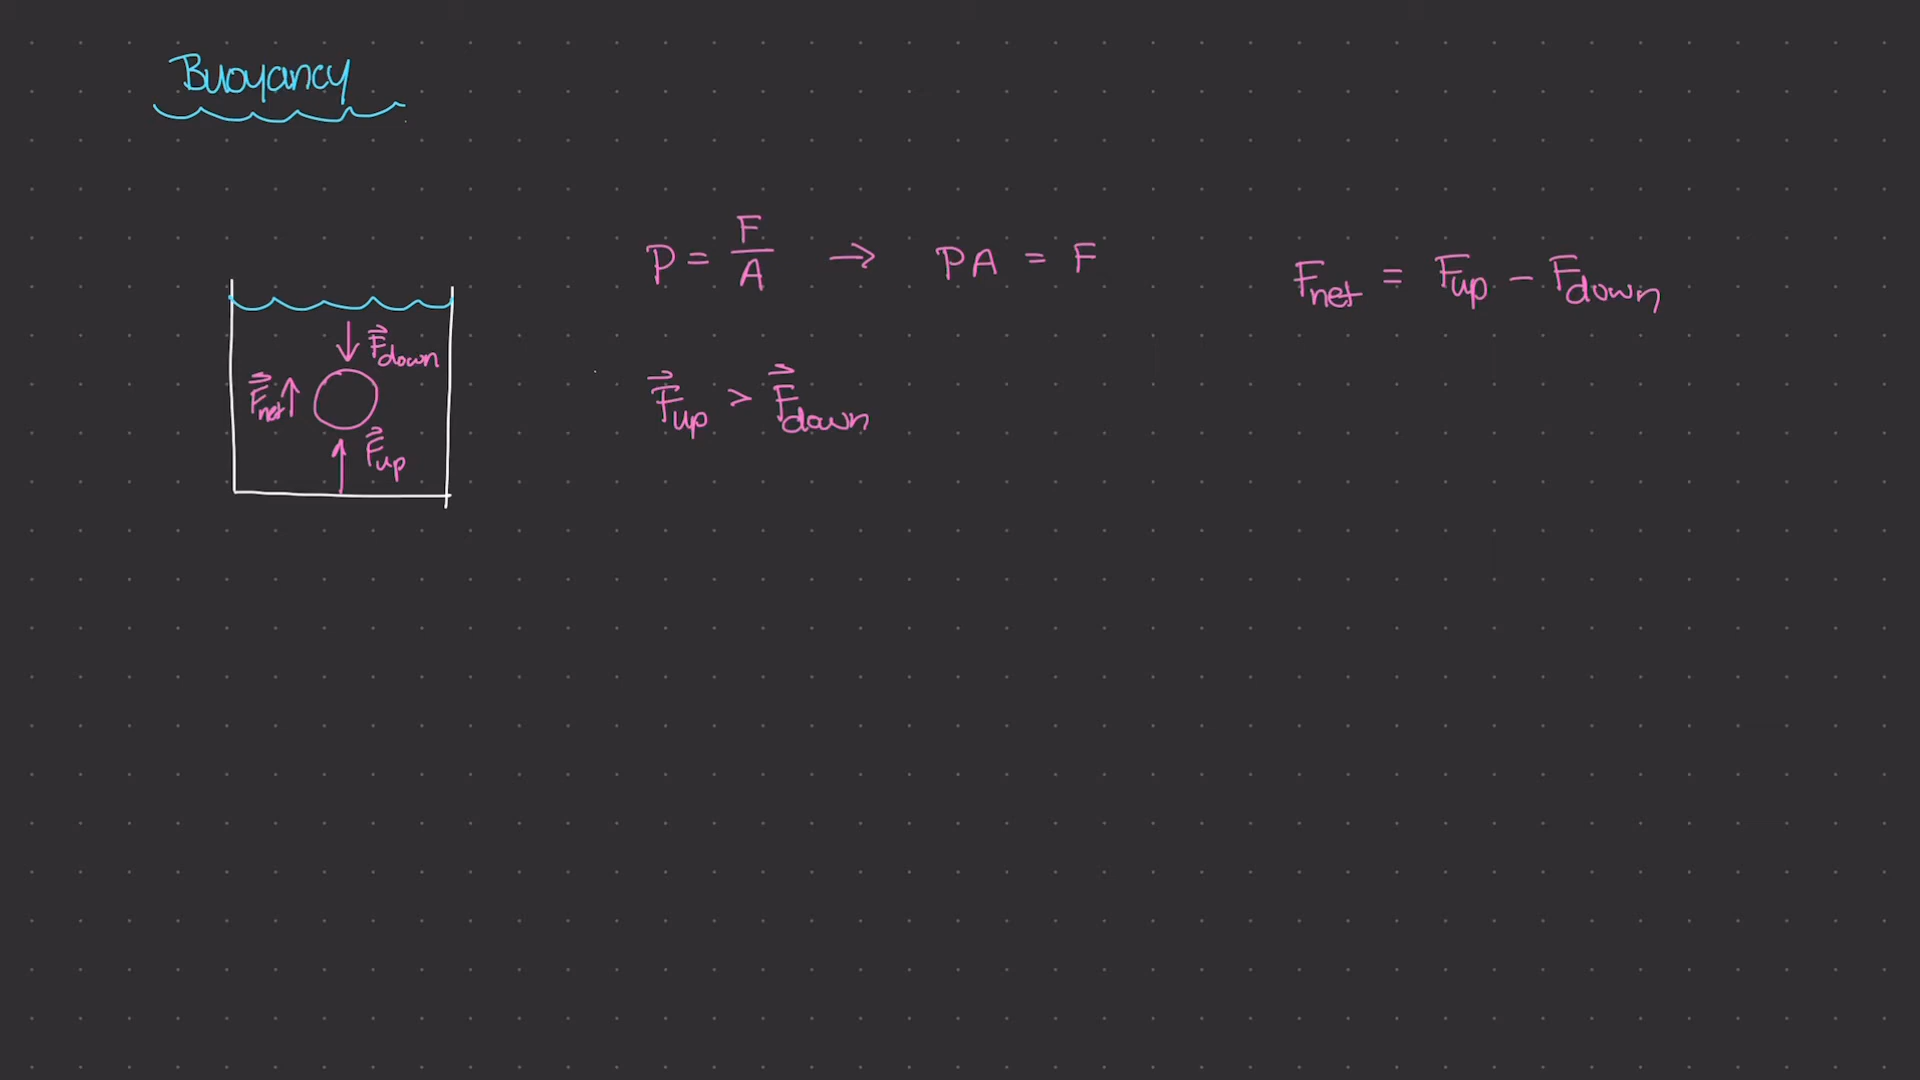 Buoyancy
P = F/A → PA = F
F⃗up > F⃗down
Fnet = Fup − Fdown
F⃗down
F⃗net
F⃗up